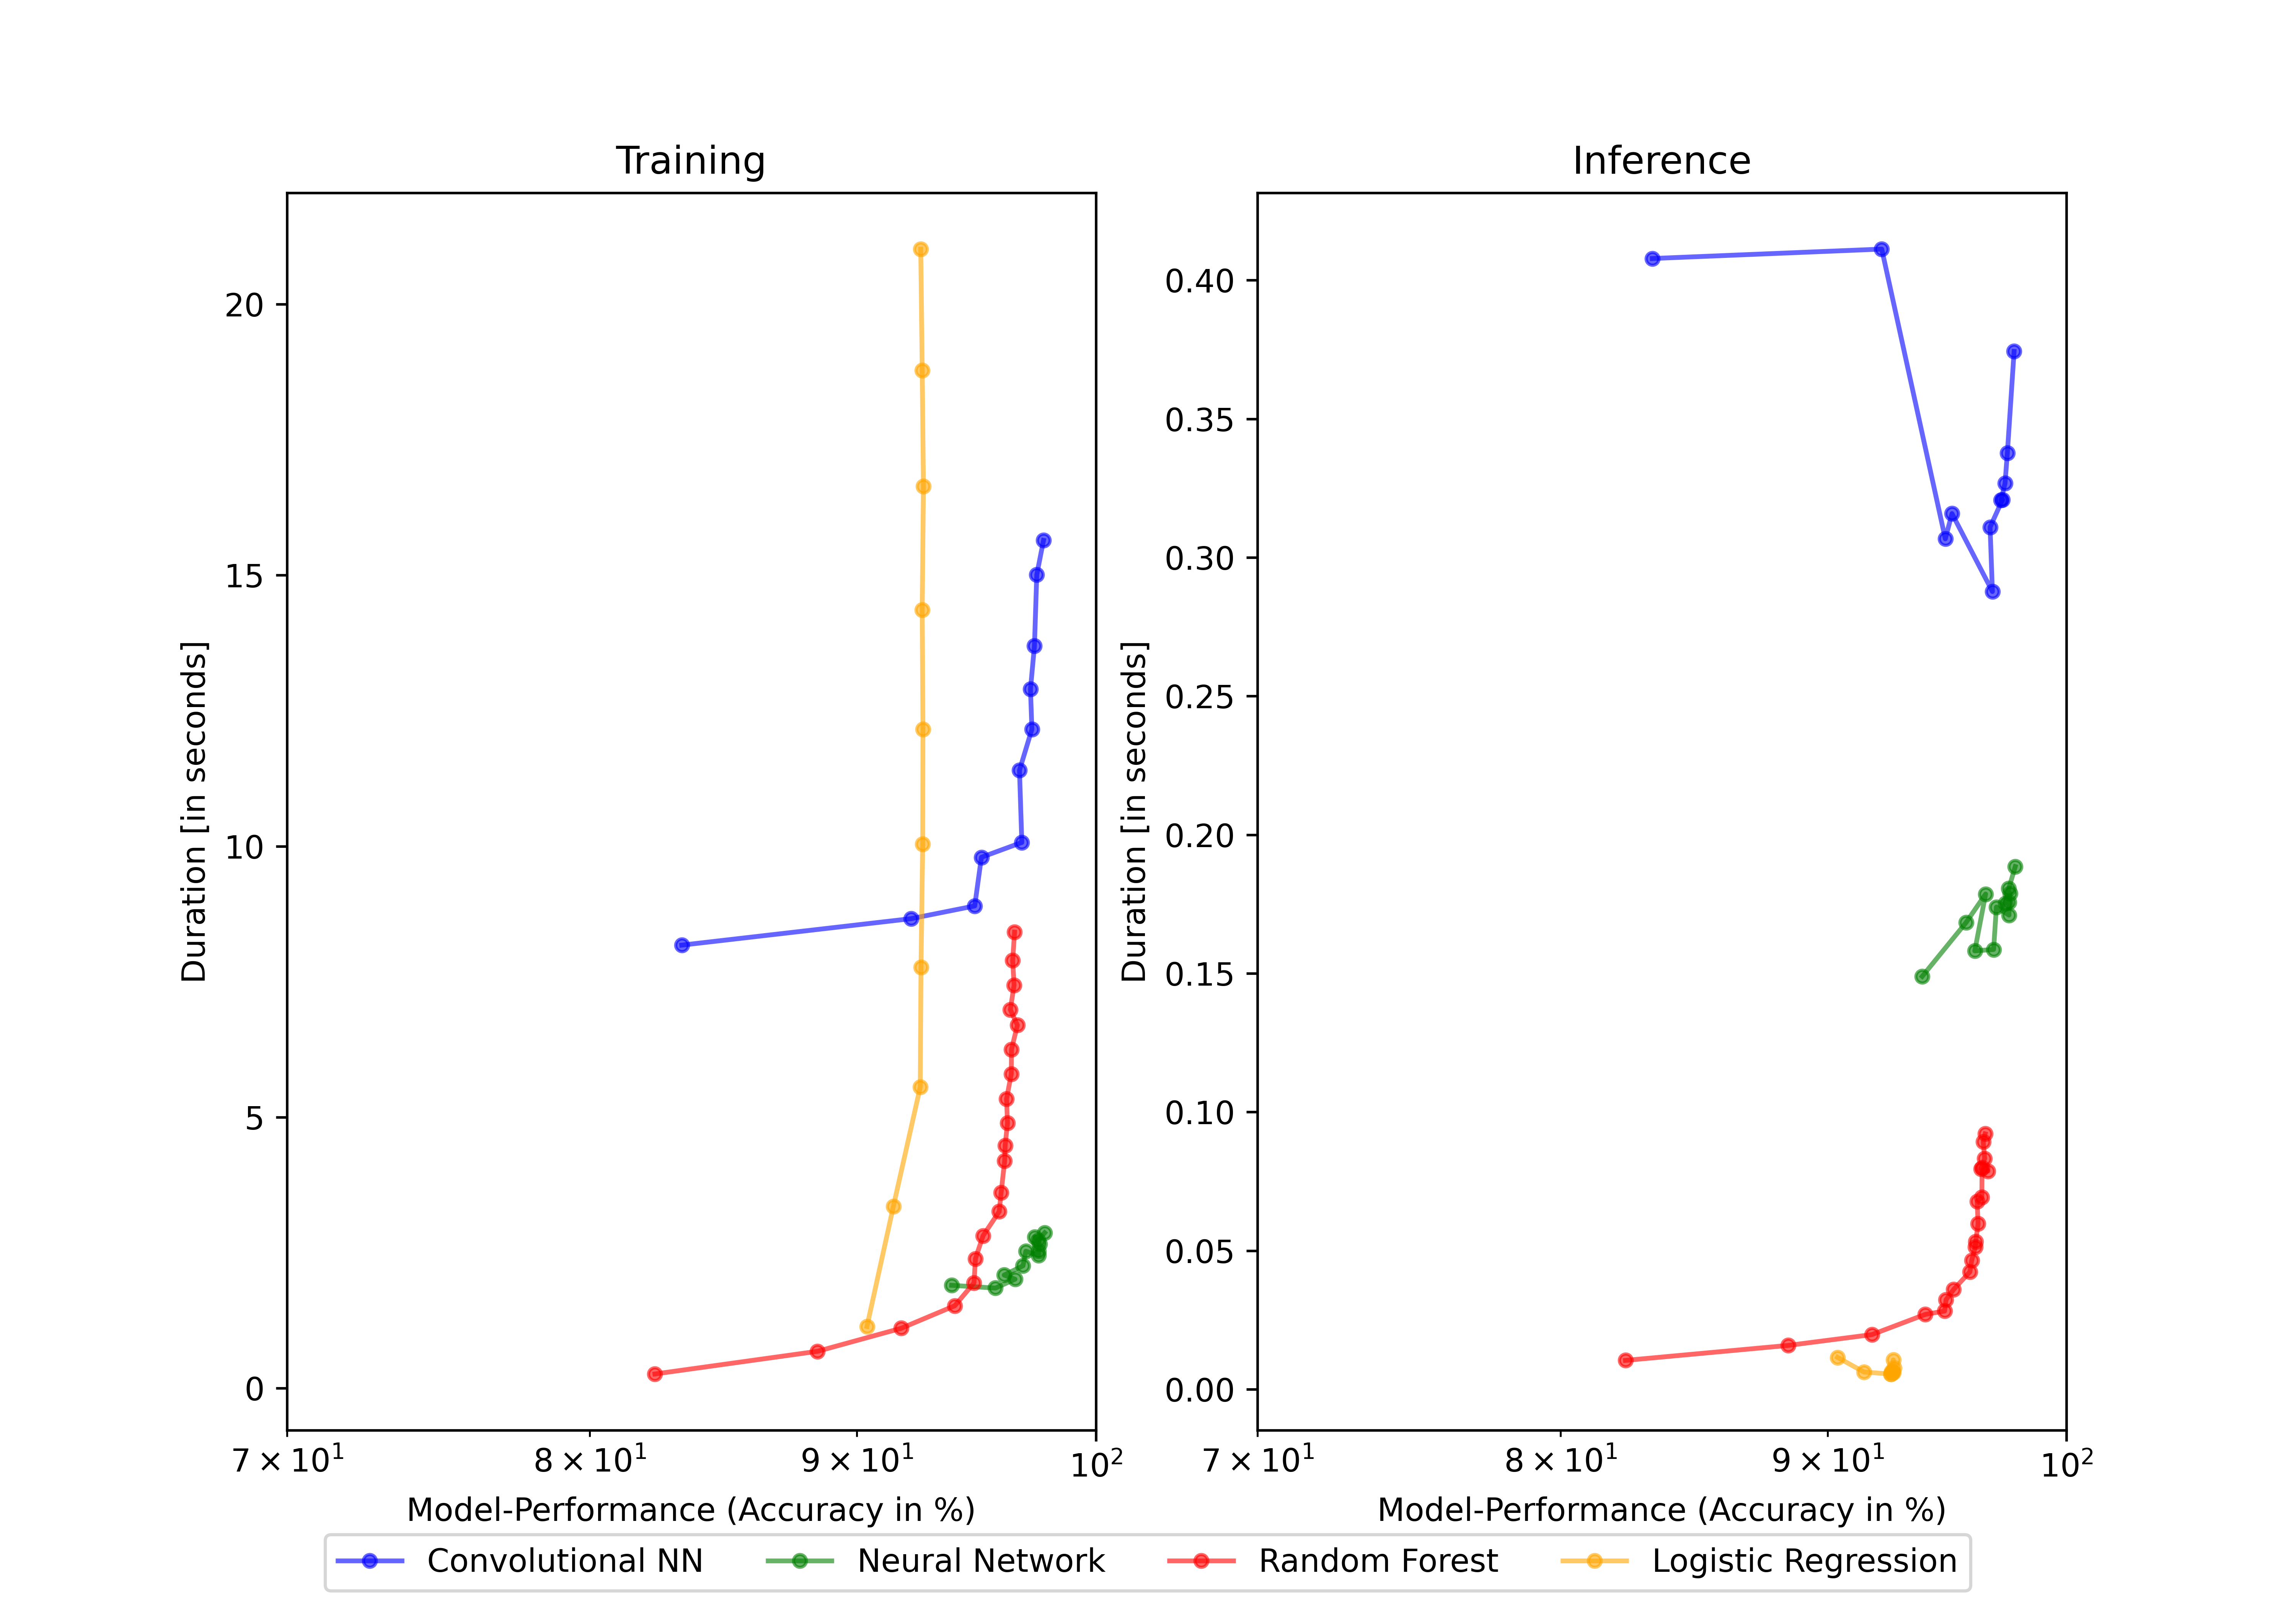 Training
Inference
Duration [in seconds]
20
15
10
5
0
7 × 10¹
8 × 10¹
9 × 10¹
10²
Model-Performance (Accuracy in %)
Duration [in seconds]
0.40
0.35
0.30
0.25
0.20
0.15
0.10
0.05
0.00
7 × 10¹
8 × 10¹
9 × 10¹
10²
Model-Performance (Accuracy in %)
Convolutional NN
Neural Network
Random Forest
Logistic Regression